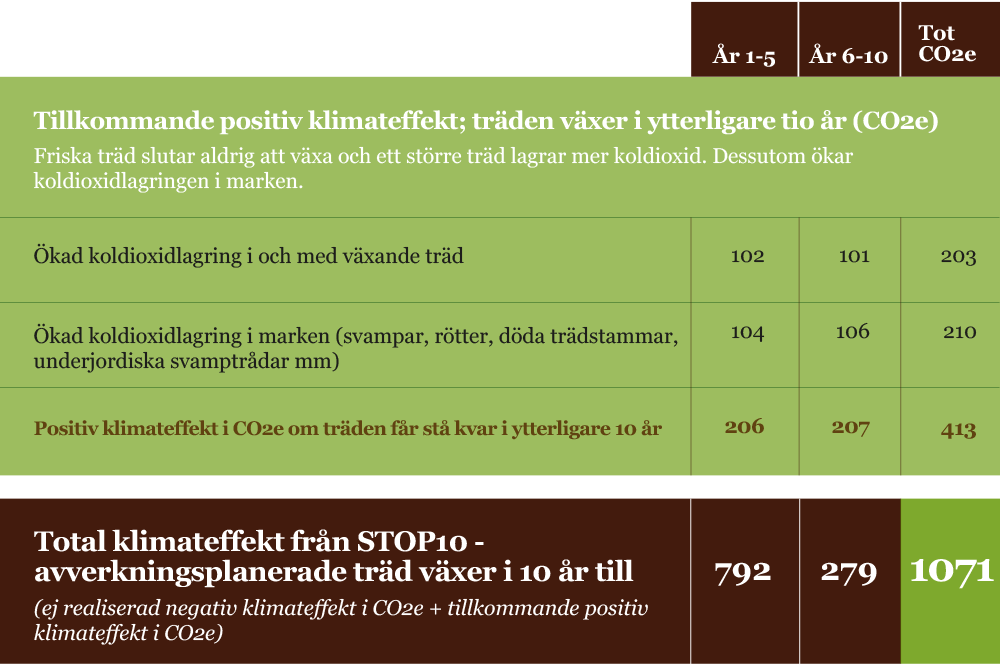 År 1-5 År 6-10 Tot
CO2e
Tillkommande positiv klimateffekt; träden växer i ytterligare tio år (CO2e)
Friska träd slutar aldrig att växa och ett större träd lagrar mer koldioxid. Dessutom ökar
koldioxidlagringen i marken.
Ökad koldioxidlagring i och med växande träd 102 101 203
Ökad koldioxidlagring i marken (svampar, rötter, döda trädstammar, 104 106 210
underjordiska svamptrådar mm)
Positiv klimateffekt i CO2e om träden får stå kvar i ytterligare 10 år 206 207 413
Total klimateffekt från STOP10 -
avverkningsplanerade träd växer i 10 år till 792 279 1071
(ej realiserad negativ klimateffekt i CO2e + tillkommande positiv
klimateffekt i CO2e)